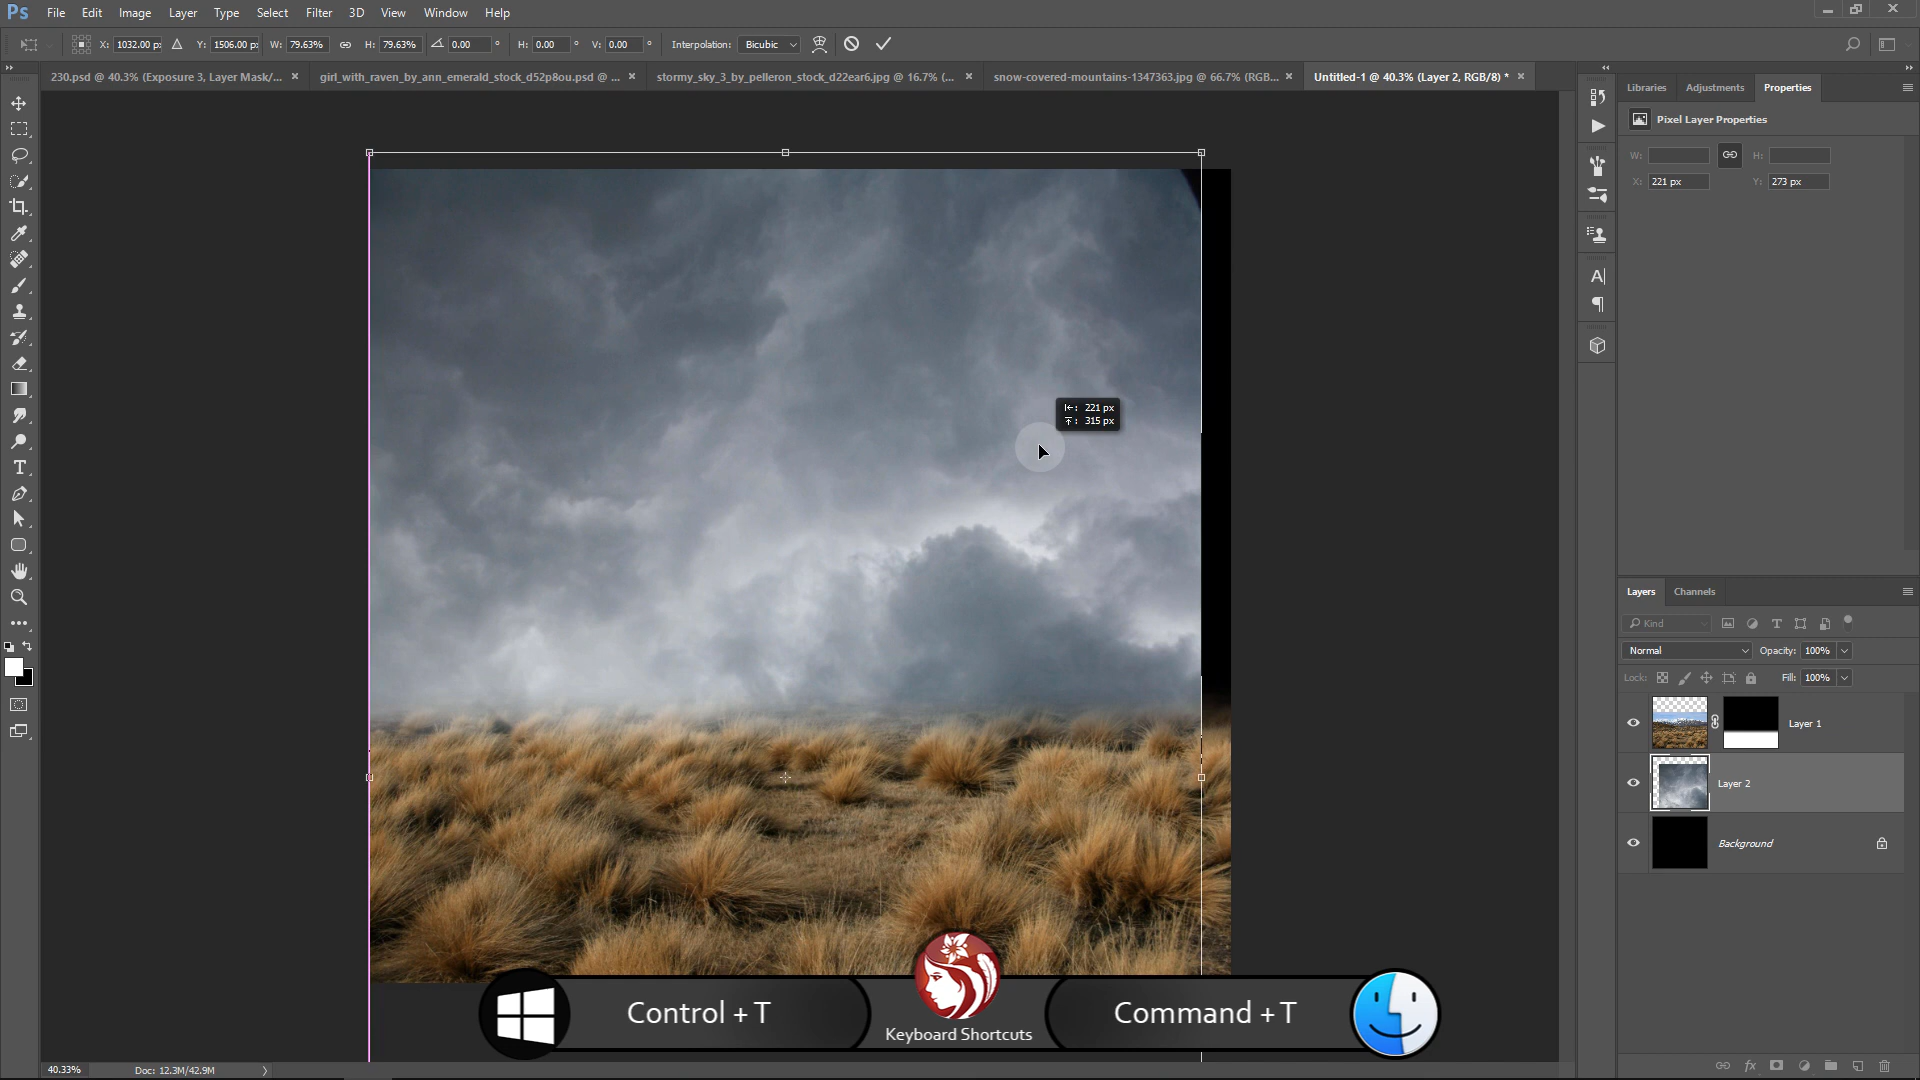 Ps File Edit Image Layer Type Select Filter 3D View Window Help
X: 1032.00 p: Y: 1506.00 p: W: 79.63% H: 79.63% 0.00 ° H: 0.00 ° V: 0.00 ° Interpolation: Bicubic
230.psd @ 40.3% (Exposure 3, Layer Mask/... × girl_with_raven_by_ann_emerald_stock_d52p8ou.psd @ ... × stormy_sky_3_by_pelleron_stock_d22ear6.jpg @ 16.7% (... × snow-covered-mountains-1347363.jpg @ 66.7% (RGB... × Untitled-1 @ 40.3% (Layer 2, RGB/8) * ×
Libraries Adjustments Properties
Pixel Layer Properties
W: H:
X: 221 px Y: 273 px
221 px
315 px
Layers Channels
Kind
Normal Opacity: 100%
Lock: Fill: 100%
Layer 1
Layer 2
Background
Control + T
Keyboard Shortcuts
Command + T
40.33% Doc: 12.3M/42.9M